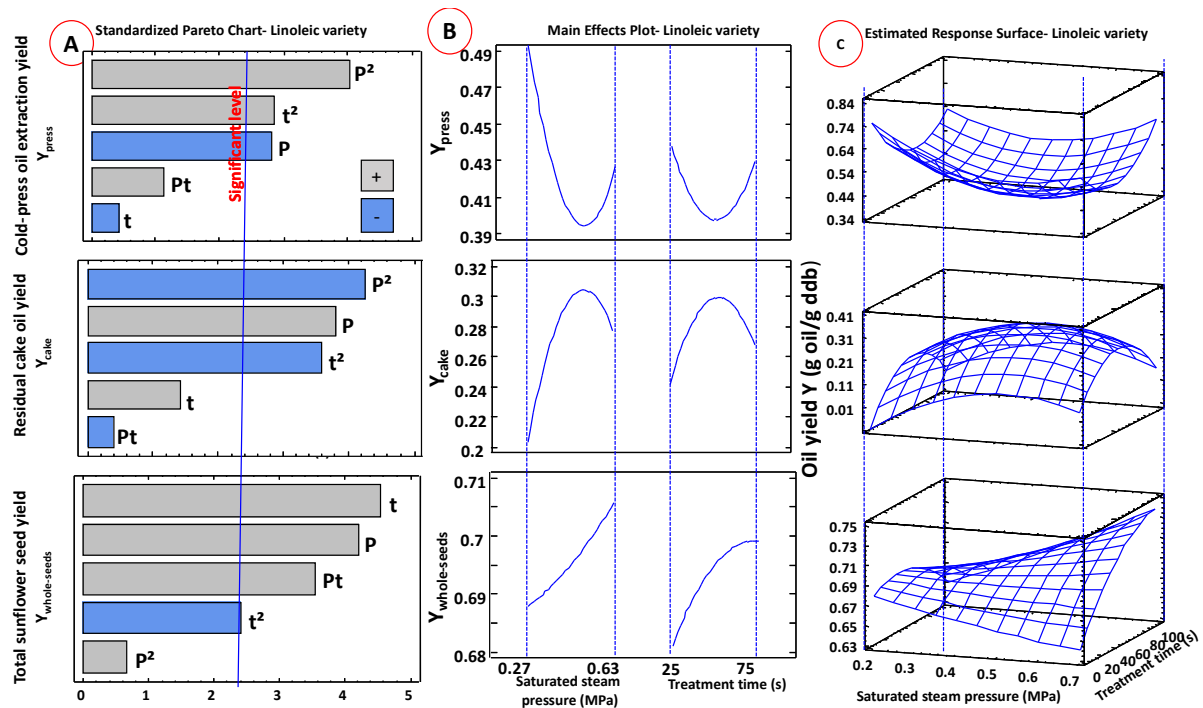 A
Standardized Pareto Chart- Linoleic variety
Cold-press oil extraction yield
Ypress
P²
t²
P
Pt
t
Significant level
+
-
Residual cake oil yield
Ycake
P²
P
t²
t
Pt
Total sunflower seed yield
Ywhole-seeds
t
P
Pt
t²
P²
0 1 2 3 4 5
B
Main Effects Plot- Linoleic variety
Ypress
0.49
0.47
0.45
0.43
0.41
0.39
Ycake
0.32
0.3
0.28
0.26
0.24
0.22
0.2
Ywhole-seeds
0.71
0.7
0.69
0.68
0.27 0.63 25 75
Saturated steam
pressure (MPa)
Treatment time (s)
C
Estimated Response Surface- Linoleic variety
Oil yield Y (g oil/g ddb)
0.84
0.74
0.64
0.54
0.44
0.34
0.41
0.31
0.21
0.11
0.01
0.75
0.73
0.71
0.69
0.67
0.65
0.63
0.2 0.3 0.4 0.5 0.6 0.7
Saturated steam pressure (MPa)
0 20 40 60 80 100
Treatment time (s)